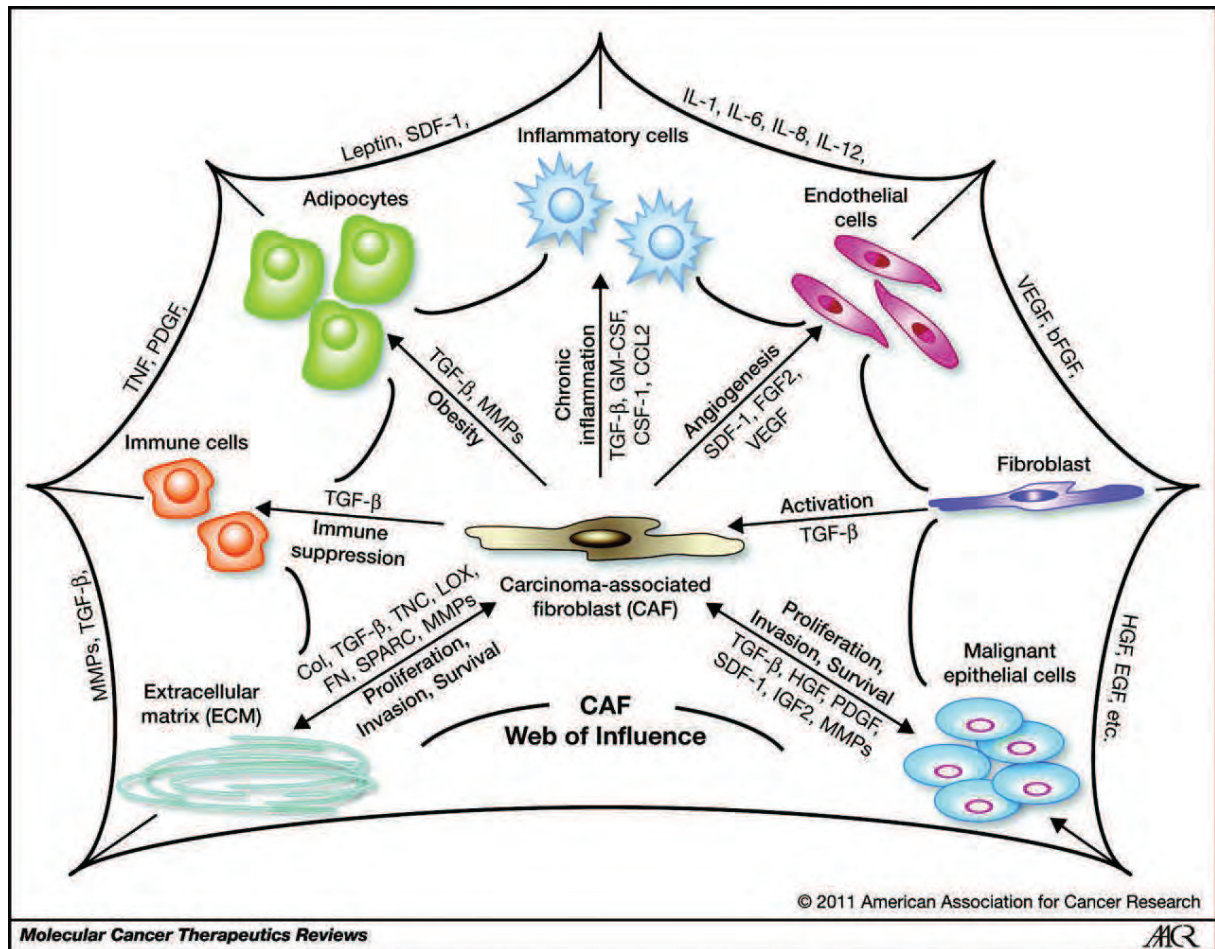 Leptin, SDF-1,
IL-1, IL-6, IL-8, IL-12,
Inflammatory cells
Adipocytes
Endothelial
cells
TNF, PDGF,
VEGF, bFGF,
TGF-β, MMPs
Obesity
Chronic
inflammation
TGF-β, GM-CSF,
CSF-1, CCL2
Angiogenesis
SDF-1, FGF2,
VEGF
Immune cells
Fibroblast
TGF-β
Immune
suppression
Activation
TGF-β
Carcinoma-associated
fibroblast (CAF)
MMPs, TGF-β,
Col, TGF-β, TNC, LOX,
FN, SPARC, MMPs
Proliferation,
Invasion, Survival
Proliferation,
Invasion, Survival
TGF-β, HGF, PDGF,
SDF-1, IGF2, MMPs
HGF, EGF, etc.
Extracellular
matrix (ECM)
Malignant
epithelial cells
CAF
Web of Influence
© 2011 American Association for Cancer Research
Molecular Cancer Therapeutics Reviews
AACR